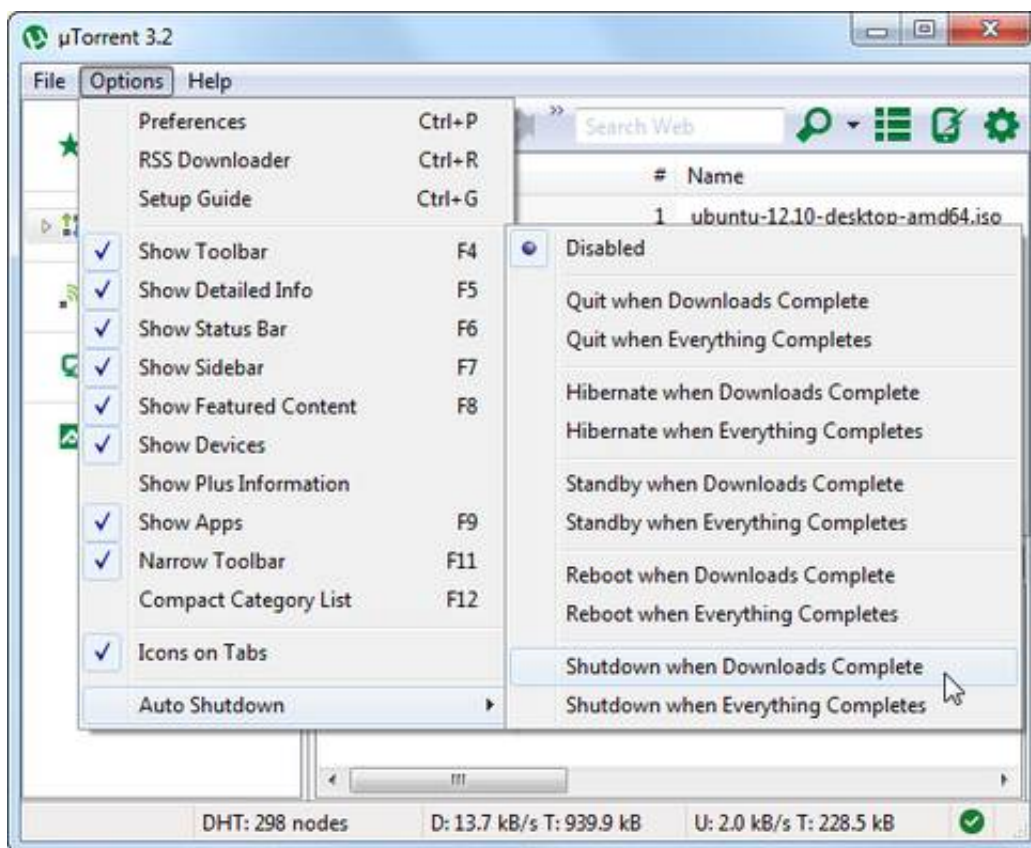 µTorrent 3.2
File Options Help
Search Web
# Name
1 ubuntu-12.10-desktop-amd64.iso
Preferences Ctrl+P
RSS Downloader Ctrl+R
Setup Guide Ctrl+G
Show Toolbar F4
Show Detailed Info F5
Show Status Bar F6
Show Sidebar F7
Show Featured Content F8
Show Devices
Show Plus Information
Show Apps F9
Narrow Toolbar F11
Compact Category List F12
Icons on Tabs
Auto Shutdown
Disabled
Quit when Downloads Complete
Quit when Everything Completes
Hibernate when Downloads Complete
Hibernate when Everything Completes
Standby when Downloads Complete
Standby when Everything Completes
Reboot when Downloads Complete
Reboot when Everything Completes
Shutdown when Downloads Complete
Shutdown when Everything Completes
DHT: 298 nodes D: 13.7 kB/s T: 939.9 kB U: 2.0 kB/s T: 228.5 kB